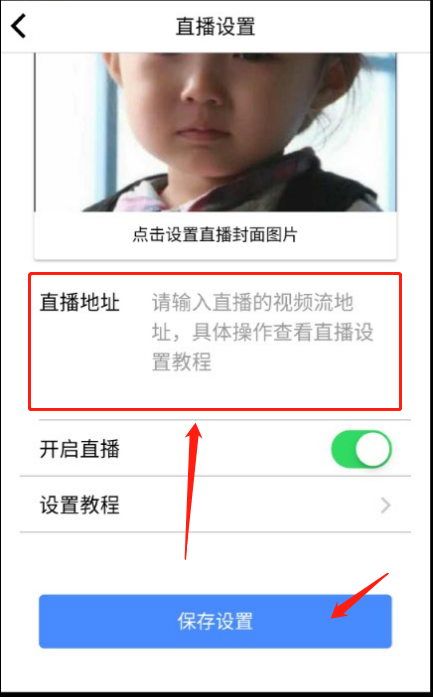 直播设置
点击设置直播封面图片
直播地址
请输入直播的视频流地
址，具体操作查看直播设
置教程
开启直播
设置教程
保存设置